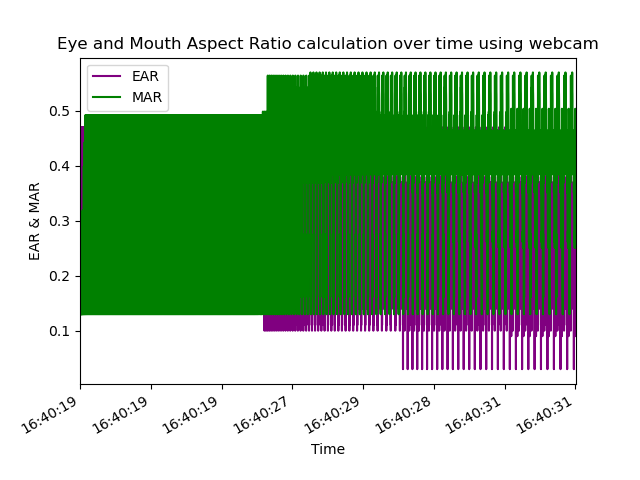 Eye and Mouth Aspect Ratio calculation over time using webcam
EAR
MAR
0.5
0.4
0.3
0.2
0.1
EAR & MAR
16:40:19
16:40:19
16:40:19
16:40:27
16:40:29
16:40:28
16:40:31
16:40:31
Time